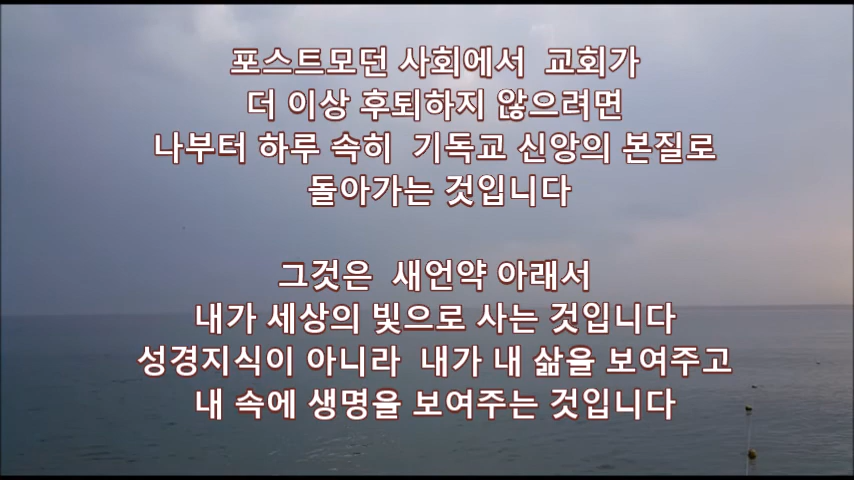 포스트모던 사회에서 교회가
더 이상 후퇴하지 않으려면
나부터 하루 속히 기독교 신앙의 본질로
돌아가는 것입니다
그것은 새언약 아래서
내가 세상의 빛으로 사는 것입니다
성경지식이 아니라 내가 내 삶을 보여주고
내 속에 생명을 보여주는 것입니다